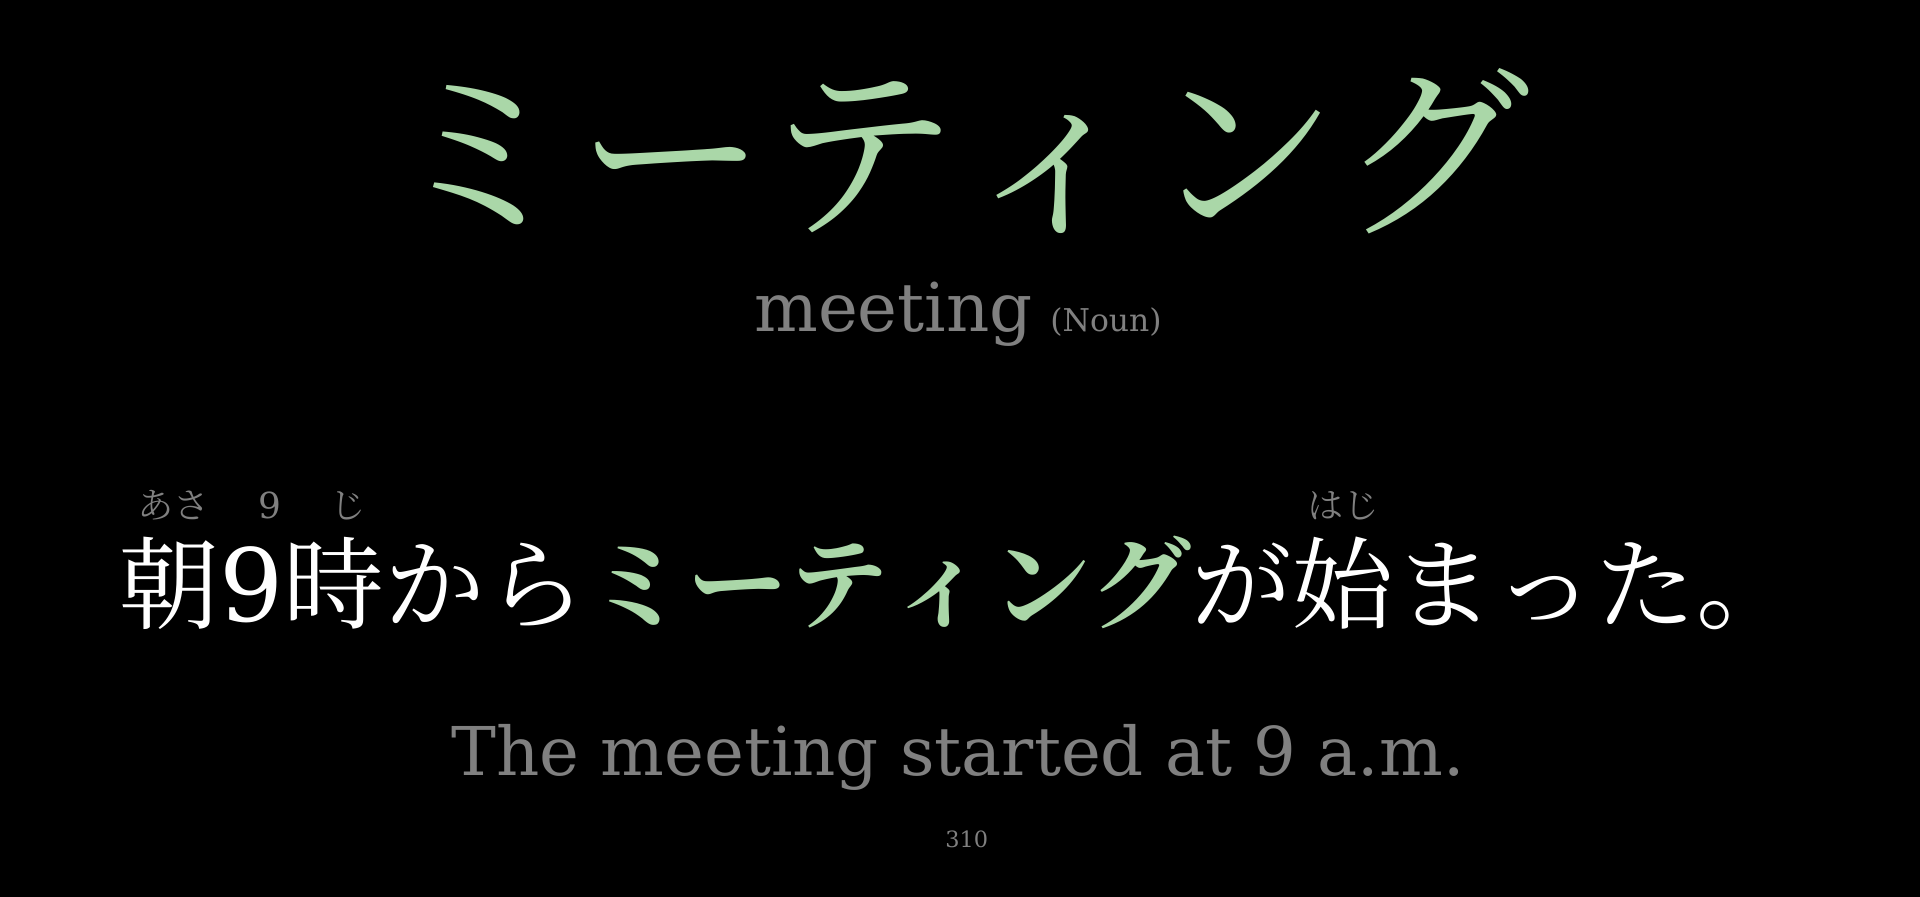 ミーティング
meeting (Noun)
あさ 9 じ はじ
朝9時からミーティングが始まった。
The meeting started at 9 a.m.
310